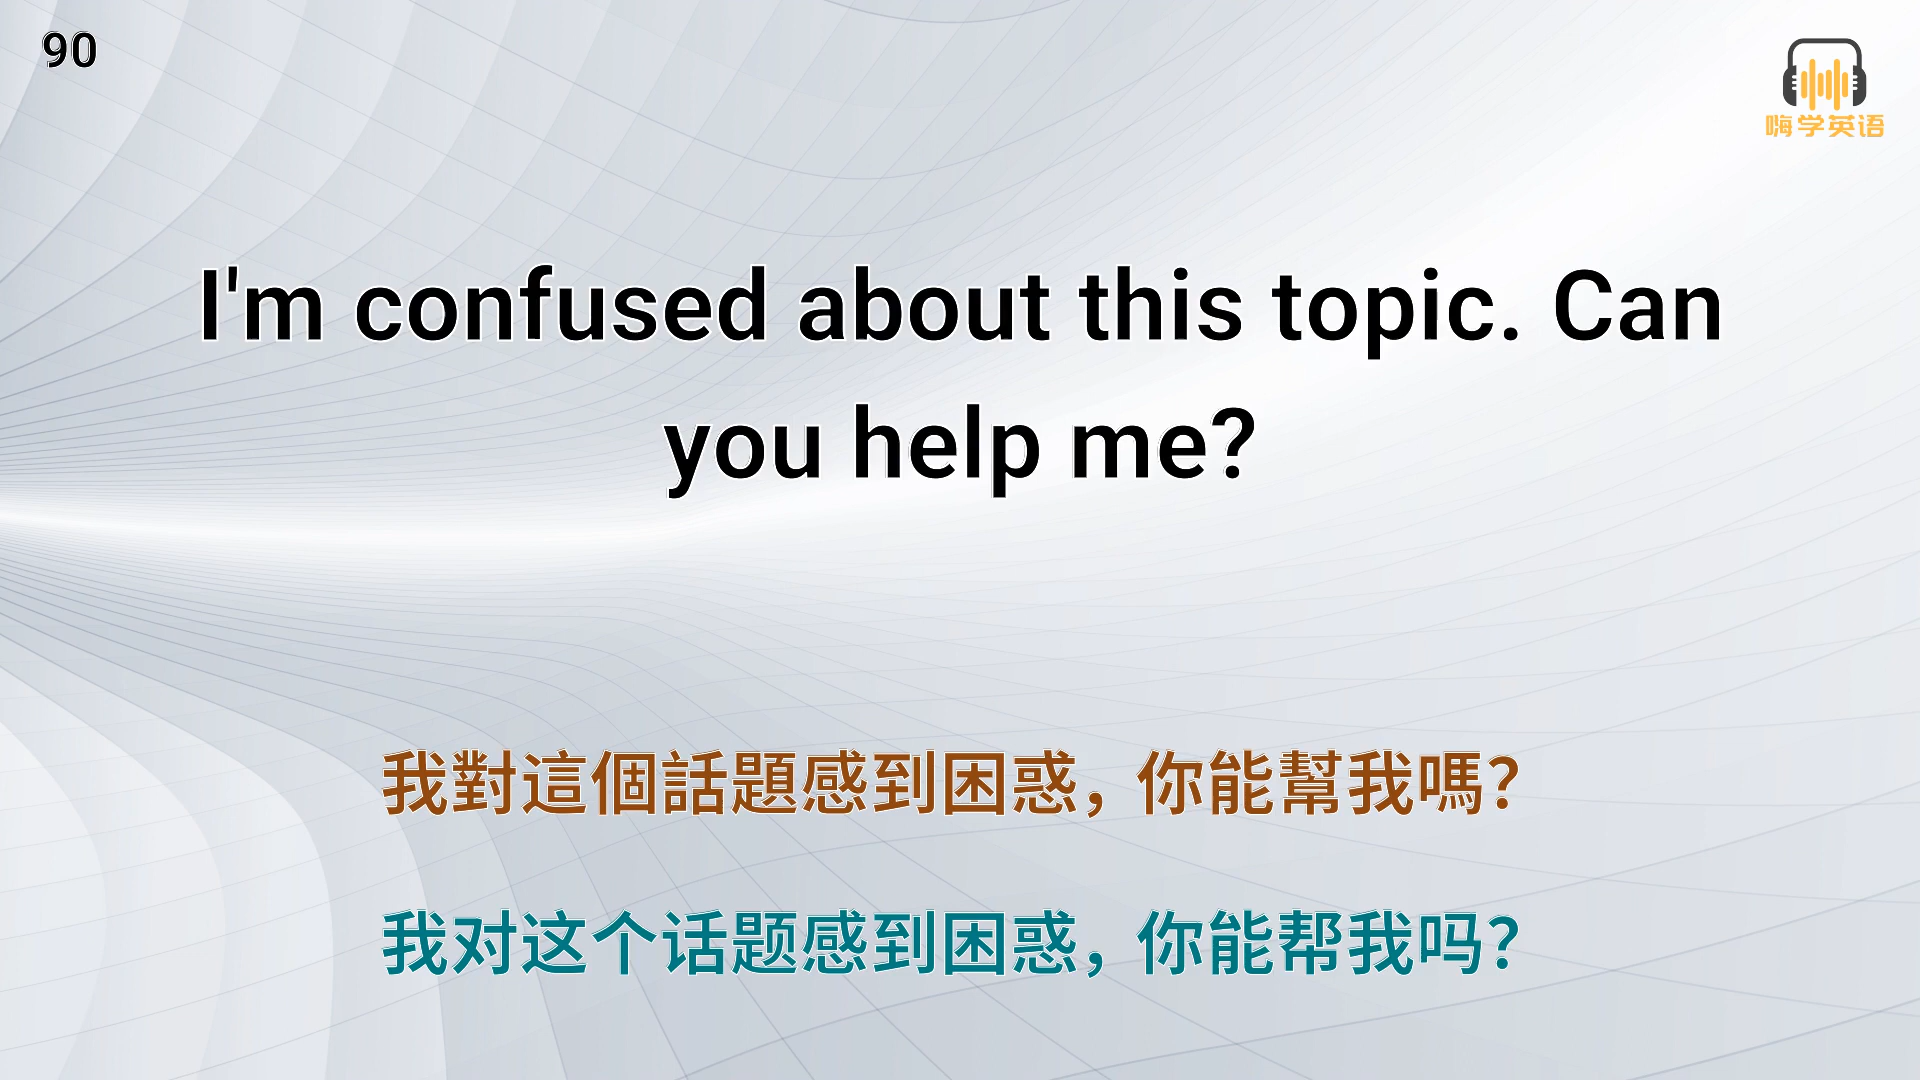 90
嗨学英语
I'm confused about this topic. Can
you help me?
我對這個話題感到困惑，你能幫我嗎？
我对这个话题感到困惑，你能帮我吗？